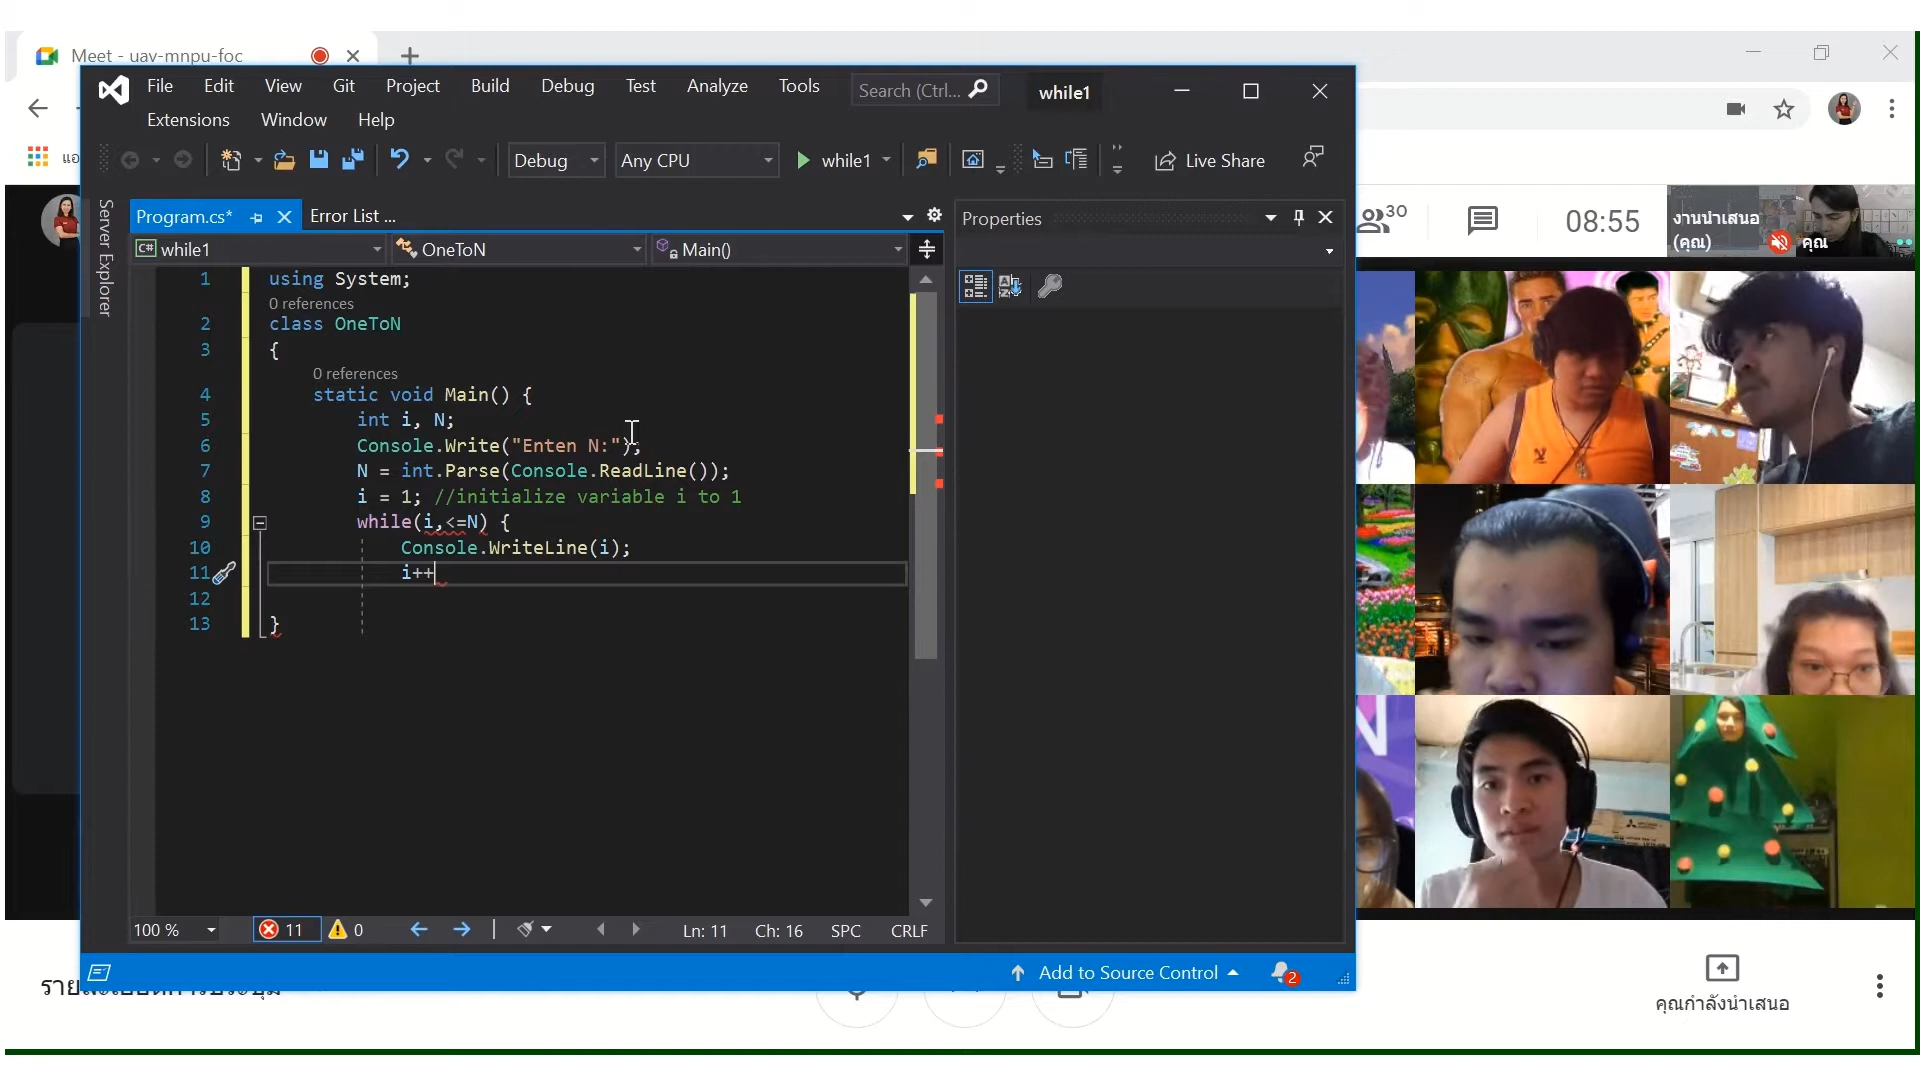 Meet - uav-mnpu-foc
File Edit View Git Project Build Debug Test Analyze Tools Search (Ctrl... while1
Extensions Window Help
แอ
Debug Any CPU while1 Live Share
Server Explorer
Program.cs* Error List ...
Properties
30
08:55
งานนำเสนอ
(คุณ)
คุณ
C# while1 OneToN Main()
1 using System;
0 references
2 class OneToN
3 {
0 references
4 static void Main() {
5 int i, N;
6 Console.Write("Enten N:");
7 N = int.Parse(Console.ReadLine());
8 i = 1; //initialize variable i to 1
9 while(i,<=N) {
10 Console.WriteLine(i);
11 i++
12
13 }
100 % 11 0 Ln: 11 Ch: 16 SPC CRLF
Add to Source Control 2
คุณกำลังนำเสนอ